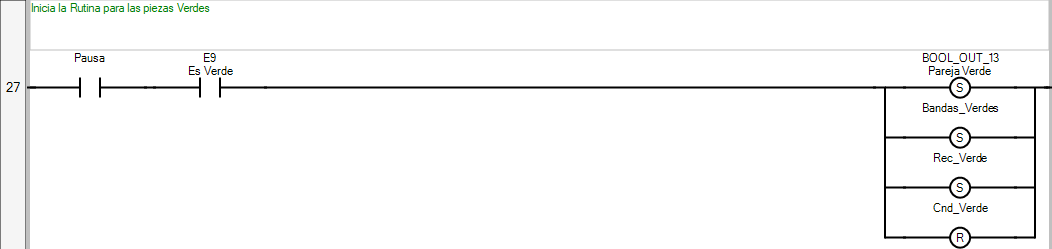 Inicia la Rutina para las piezas Verdes
Pausa
E9
Es Verde
BOOL_OUT_13
Pareja Verde
27
S
Bandas_Verdes
S
Rec_Verde
S
Cnd_Verde
R